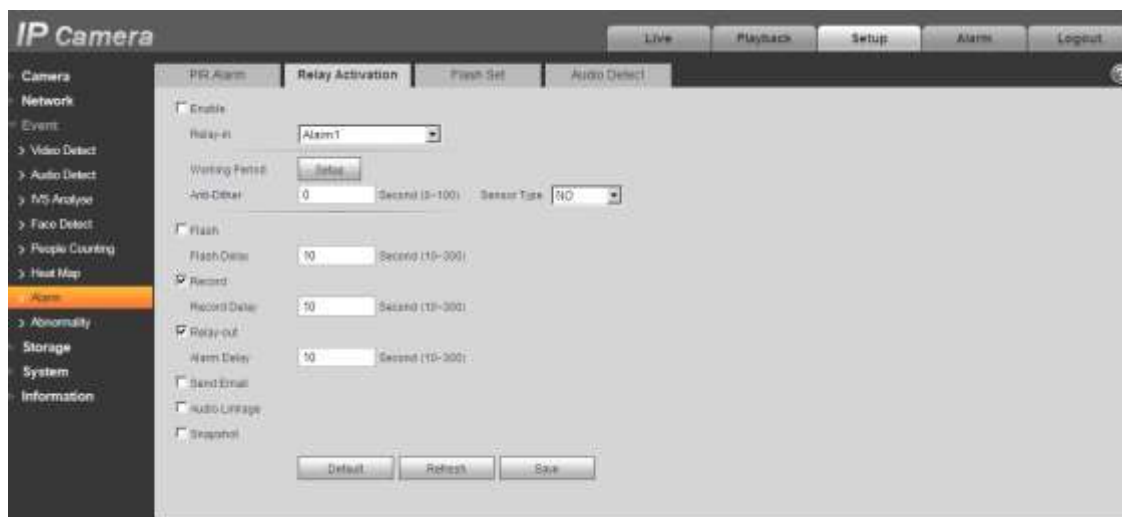 IP Camera
Live Playback Setup Alarm Logout
Camera
Network
Event
> Video Detect
> Audio Detect
> IVS Analyse
> Face Detect
> People Counting
> Heat Map
> Alarm
> Abnormality
Storage
System
Information
PIR Alarm Relay Activation Flash Set Audio Detect
Enable
Relay-in Alarm1
Working Period Setup
Anti-Dither 0 Second (0~100) Sensor Type NO
Flash
Flash Delay 10 Second (10~300)
Record
Record Delay 10 Second (10~300)
Relay-out
Alarm Delay 10 Second (10~300)
Send Email
Audio Linkage
Snapshot
Default Refresh Save